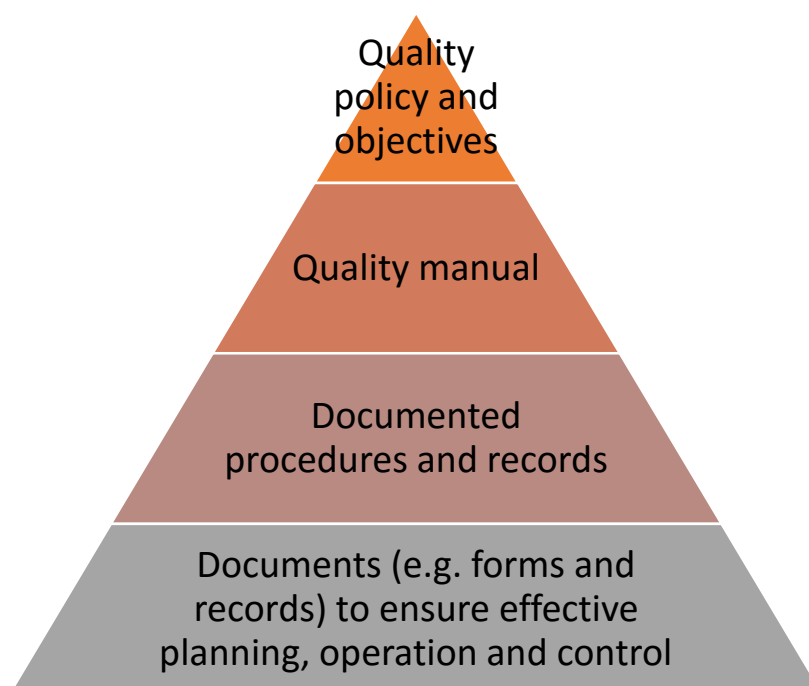 Quality
policy and
objectives
Quality manual
Documented
procedures and records
Documents (e.g. forms and
records) to ensure effective
planning, operation and control